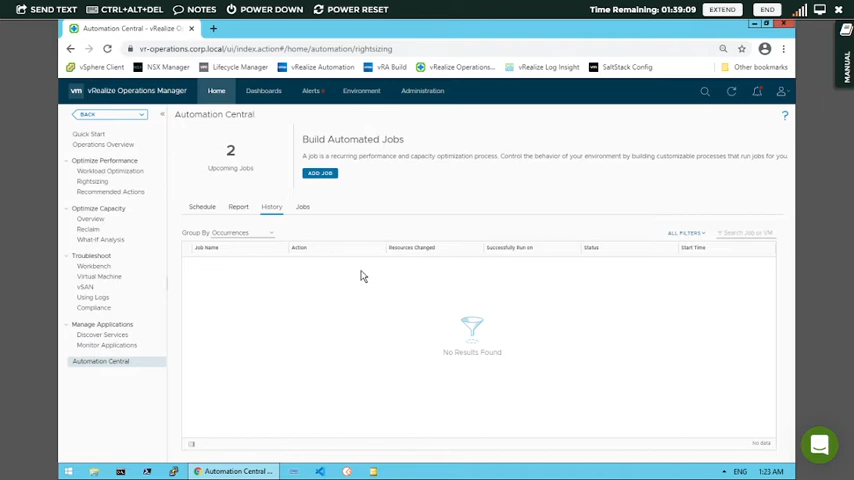 SEND TEXT CTRL+ALT+DEL NOTES POWER DOWN POWER RESET Time Remaining: 01:39:09 EXTEND END
MANUAL
Automation Central - vRealize Op
vr-operations.corp.local/ui/index.action#/home/automation/rightsizing
vSphere Client NSX Manager Lifecycle Manager vRealize Automation vRA Build vRealize Operations... vRealize Log Insight SaltStack Config Other bookmarks
vm vRealize Operations Manager Home Dashboards Alerts Environment Administration
BACK
Automation Central
Quick Start
Operations Overview
Optimize Performance
Workload Optimization
Rightsizing
Recommended Actions
Optimize Capacity
Overview
Reclaim
What-If Analysis
Troubleshoot
Workbench
Virtual Machine
vSAN
Using Logs
Compliance
Manage Applications
Discover Services
Monitor Applications
Automation Central
2
Upcoming Jobs
Build Automated Jobs
A job is a recurring performance and capacity optimization process. Control the behavior of your environment by building customizable processes that run jobs for you.
ADD JOB
Schedule Report History Jobs
Group By Occurrences ALL FILTERS Search Job or VM
Job Name Action Resources Changed Successfully Run on Status Start Time
No Results Found
No data
Automation Central ... ENG 1:23 AM